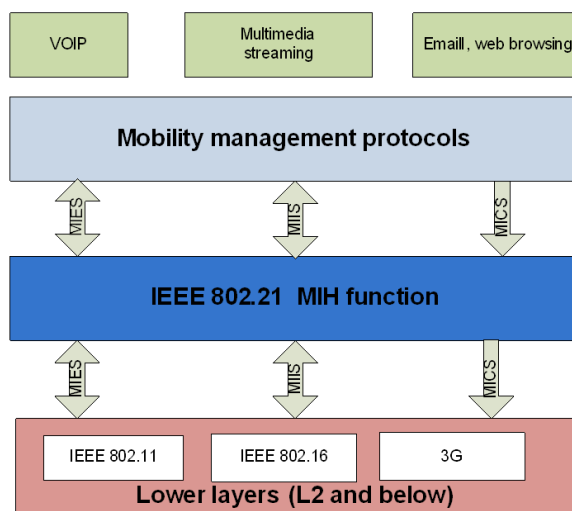 VOIP
Multimedia
streaming
Emaill, web browsing
Mobility management protocols
MIES
MIIS
MICS
IEEE 802.21 MIH function
MIES
MIIS
MICS
IEEE 802.11
IEEE 802.16
3G
Lower layers (L2 and below)